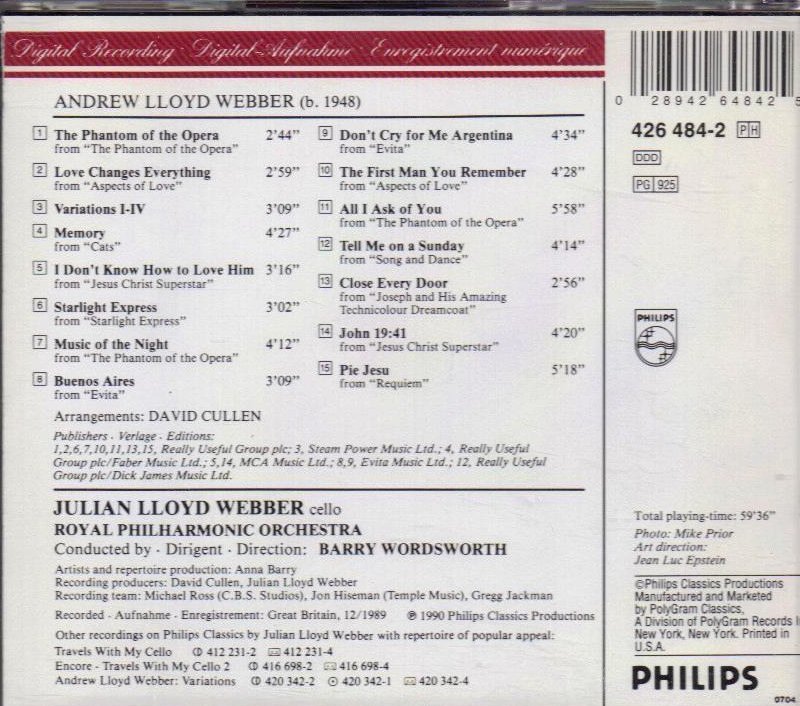 Digital Recording · Digital-Aufnahme · Enregistrement numérique
ANDREW LLOYD WEBBER (b. 1948)
1 The Phantom of the Opera 2’44”
from “The Phantom of the Opera”
2 Love Changes Everything 2’59”
from “Aspects of Love”
3 Variations I-IV 3’09”
4 Memory 4’27”
from “Cats”
5 I Don’t Know How to Love Him 3’16”
from “Jesus Christ Superstar”
6 Starlight Express 3’02”
from “Starlight Express”
7 Music of the Night 4’12”
from “The Phantom of the Opera”
8 Buenos Aires 3’09”
from “Evita”
9 Don’t Cry for Me Argentina 4’34”
from “Evita”
10 The First Man You Remember 4’28”
from “Aspects of Love”
11 All I Ask of You 5’58”
from “The Phantom of the Opera”
12 Tell Me on a Sunday 4’14”
from “Song and Dance”
13 Close Every Door 2’56”
from “Joseph and His Amazing
Technicolour Dreamcoat”
14 John 19:41 4’20”
from “Jesus Christ Superstar”
15 Pie Jesu 5’18”
from “Requiem”
Arrangements: DAVID CULLEN
Publishers · Verlage · Editions:
1,2,6,7,10,11,13,15, Really Useful Group plc; 3, Steam Power Music Ltd.; 4, Really Useful
Group plc/Faber Music Ltd.; 5,14, MCA Music Ltd.; 8,9, Evita Music Ltd.; 12, Really Useful
Group plc/Dick James Music Ltd.
JULIAN LLOYD WEBBER cello
ROYAL PHILHARMONIC ORCHESTRA
Conducted by · Dirigent · Direction: BARRY WORDSWORTH
Artists and repertoire production: Anna Barry
Recording producers: David Cullen, Julian Lloyd Webber
Recording team: Michael Ross (C.B.S. Studios), Jon Hiseman (Temple Music), Gregg Jackman
Recorded · Aufnahme · Enregistrement: Great Britain, 12/1989 ℗ 1990 Philips Classics Productions
Other recordings on Philips Classics by Julian Lloyd Webber with repertoire of popular appeal:
Travels With My Cello 412 231-2 412 231-4
Encore - Travels With My Cello 2 416 698-2 416 698-4
Andrew Lloyd Webber: Variations 420 342-2 420 342-1 420 342-4
0 28942 64842 5
426 484-2 PH
DDD
PG 925
PHILIPS
Total playing-time: 59’36”
Photo: Mike Prior
Art direction:
Jean Luc Epstein
©Philips Classics Productions
Manufactured and Marketed
by PolyGram Classics,
A Division of PolyGram Records
New York, New York. Printed in
U.S.A.
PHILIPS
0704